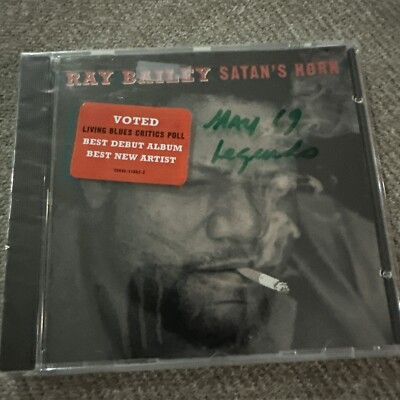 RAY BAILEY SATAN'S HORN
VOTED
LIVING BLUES CRITICS POLL
BEST DEBUT ALBUM
BEST NEW ARTIST
May 19
Legends